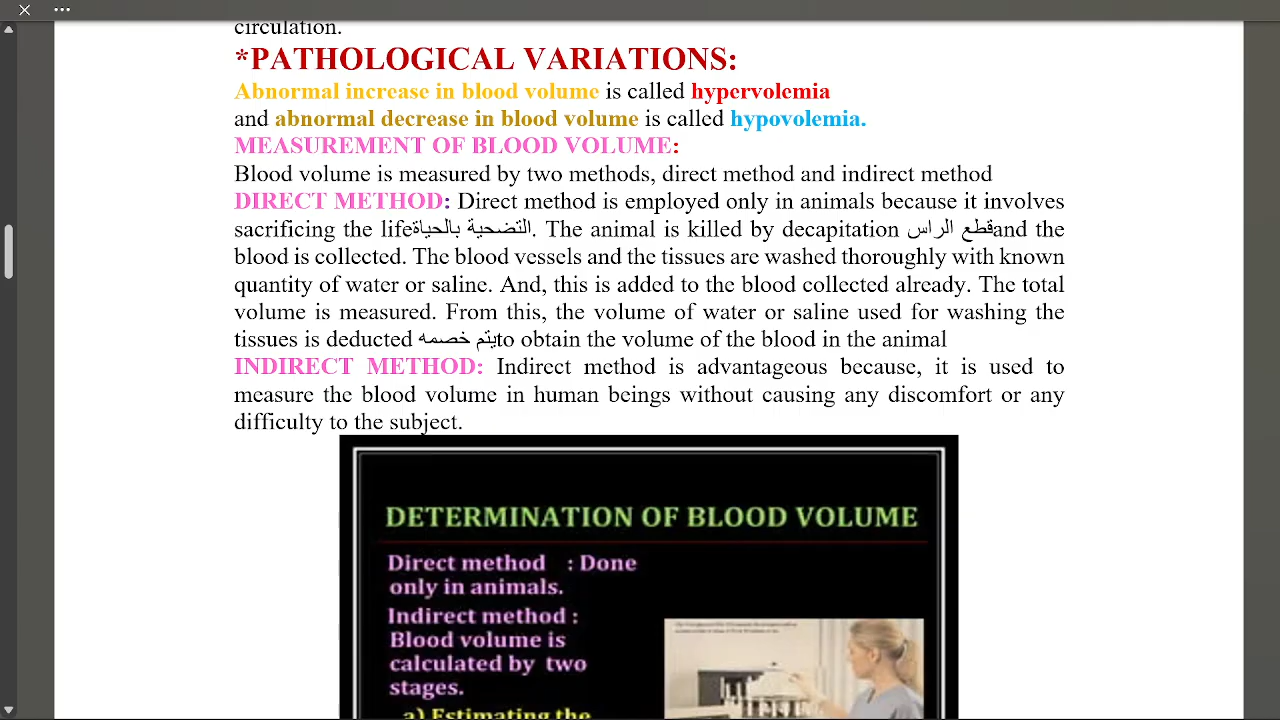 circulation.
*PATHOLOGICAL VARIATIONS:
Abnormal increase in blood volume is called hypervolemia
and abnormal decrease in blood volume is called hypovolemia.
MEASUREMENT OF BLOOD VOLUME:
Blood volume is measured by two methods, direct method and indirect method
DIRECT METHOD: Direct method is employed only in animals because it involves
sacrificing the lifeالتضحية بالحياة. The animal is killed by decapitation قطع الراسand the
blood is collected. The blood vessels and the tissues are washed thoroughly with known
quantity of water or saline. And, this is added to the blood collected already. The total
volume is measured. From this, the volume of water or saline used for washing the
tissues is deducted يتم خصمهto obtain the volume of the blood in the animal
INDIRECT METHOD: Indirect method is advantageous because, it is used to
measure the blood volume in human beings without causing any discomfort or any
difficulty to the subject.
DETERMINATION OF BLOOD VOLUME
Direct method : Done
only in animals.
Indirect method :
Blood volume is
calculated by two
stages.
a) Estimating the